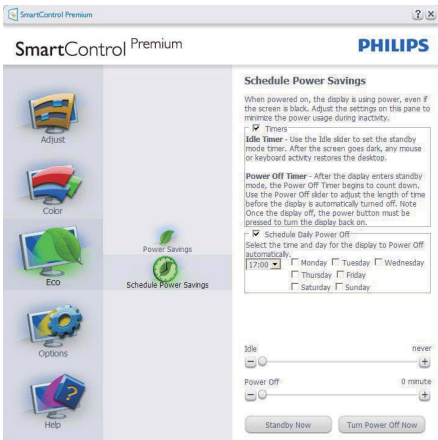 SmartControl Premium
SmartControl Premium
PHILIPS
Adjust
Color
Eco
Options
Help
Power Savings
Schedule Power Savings
Schedule Power Savings
When powered on, the display is using power, even if
the screen is black. Adjust the settings on this pane to
minimize the power usage during inactivity.
Timers
Idle Timer - Use the Idle slider to set the standby
mode timer. After the screen goes dark, any mouse
or keyboard activity restores the desktop.
Power Off Timer - After the display enters standby
mode, the Power Off Timer begins to count down.
Use the Power Off slider to adjust the length of time
before the display is automatically turned off. Note
Once the display off, the power button must be
pressed to turn the display back on.
Schedule Daily Power Off
Select the time and day for the display to Power Off
automatically.
17:00 Monday Tuesday Wednesday
Thursday Friday
Saturday Sunday
Idle never
Power Off 0 minute
Standby Now Turn Power Off Now